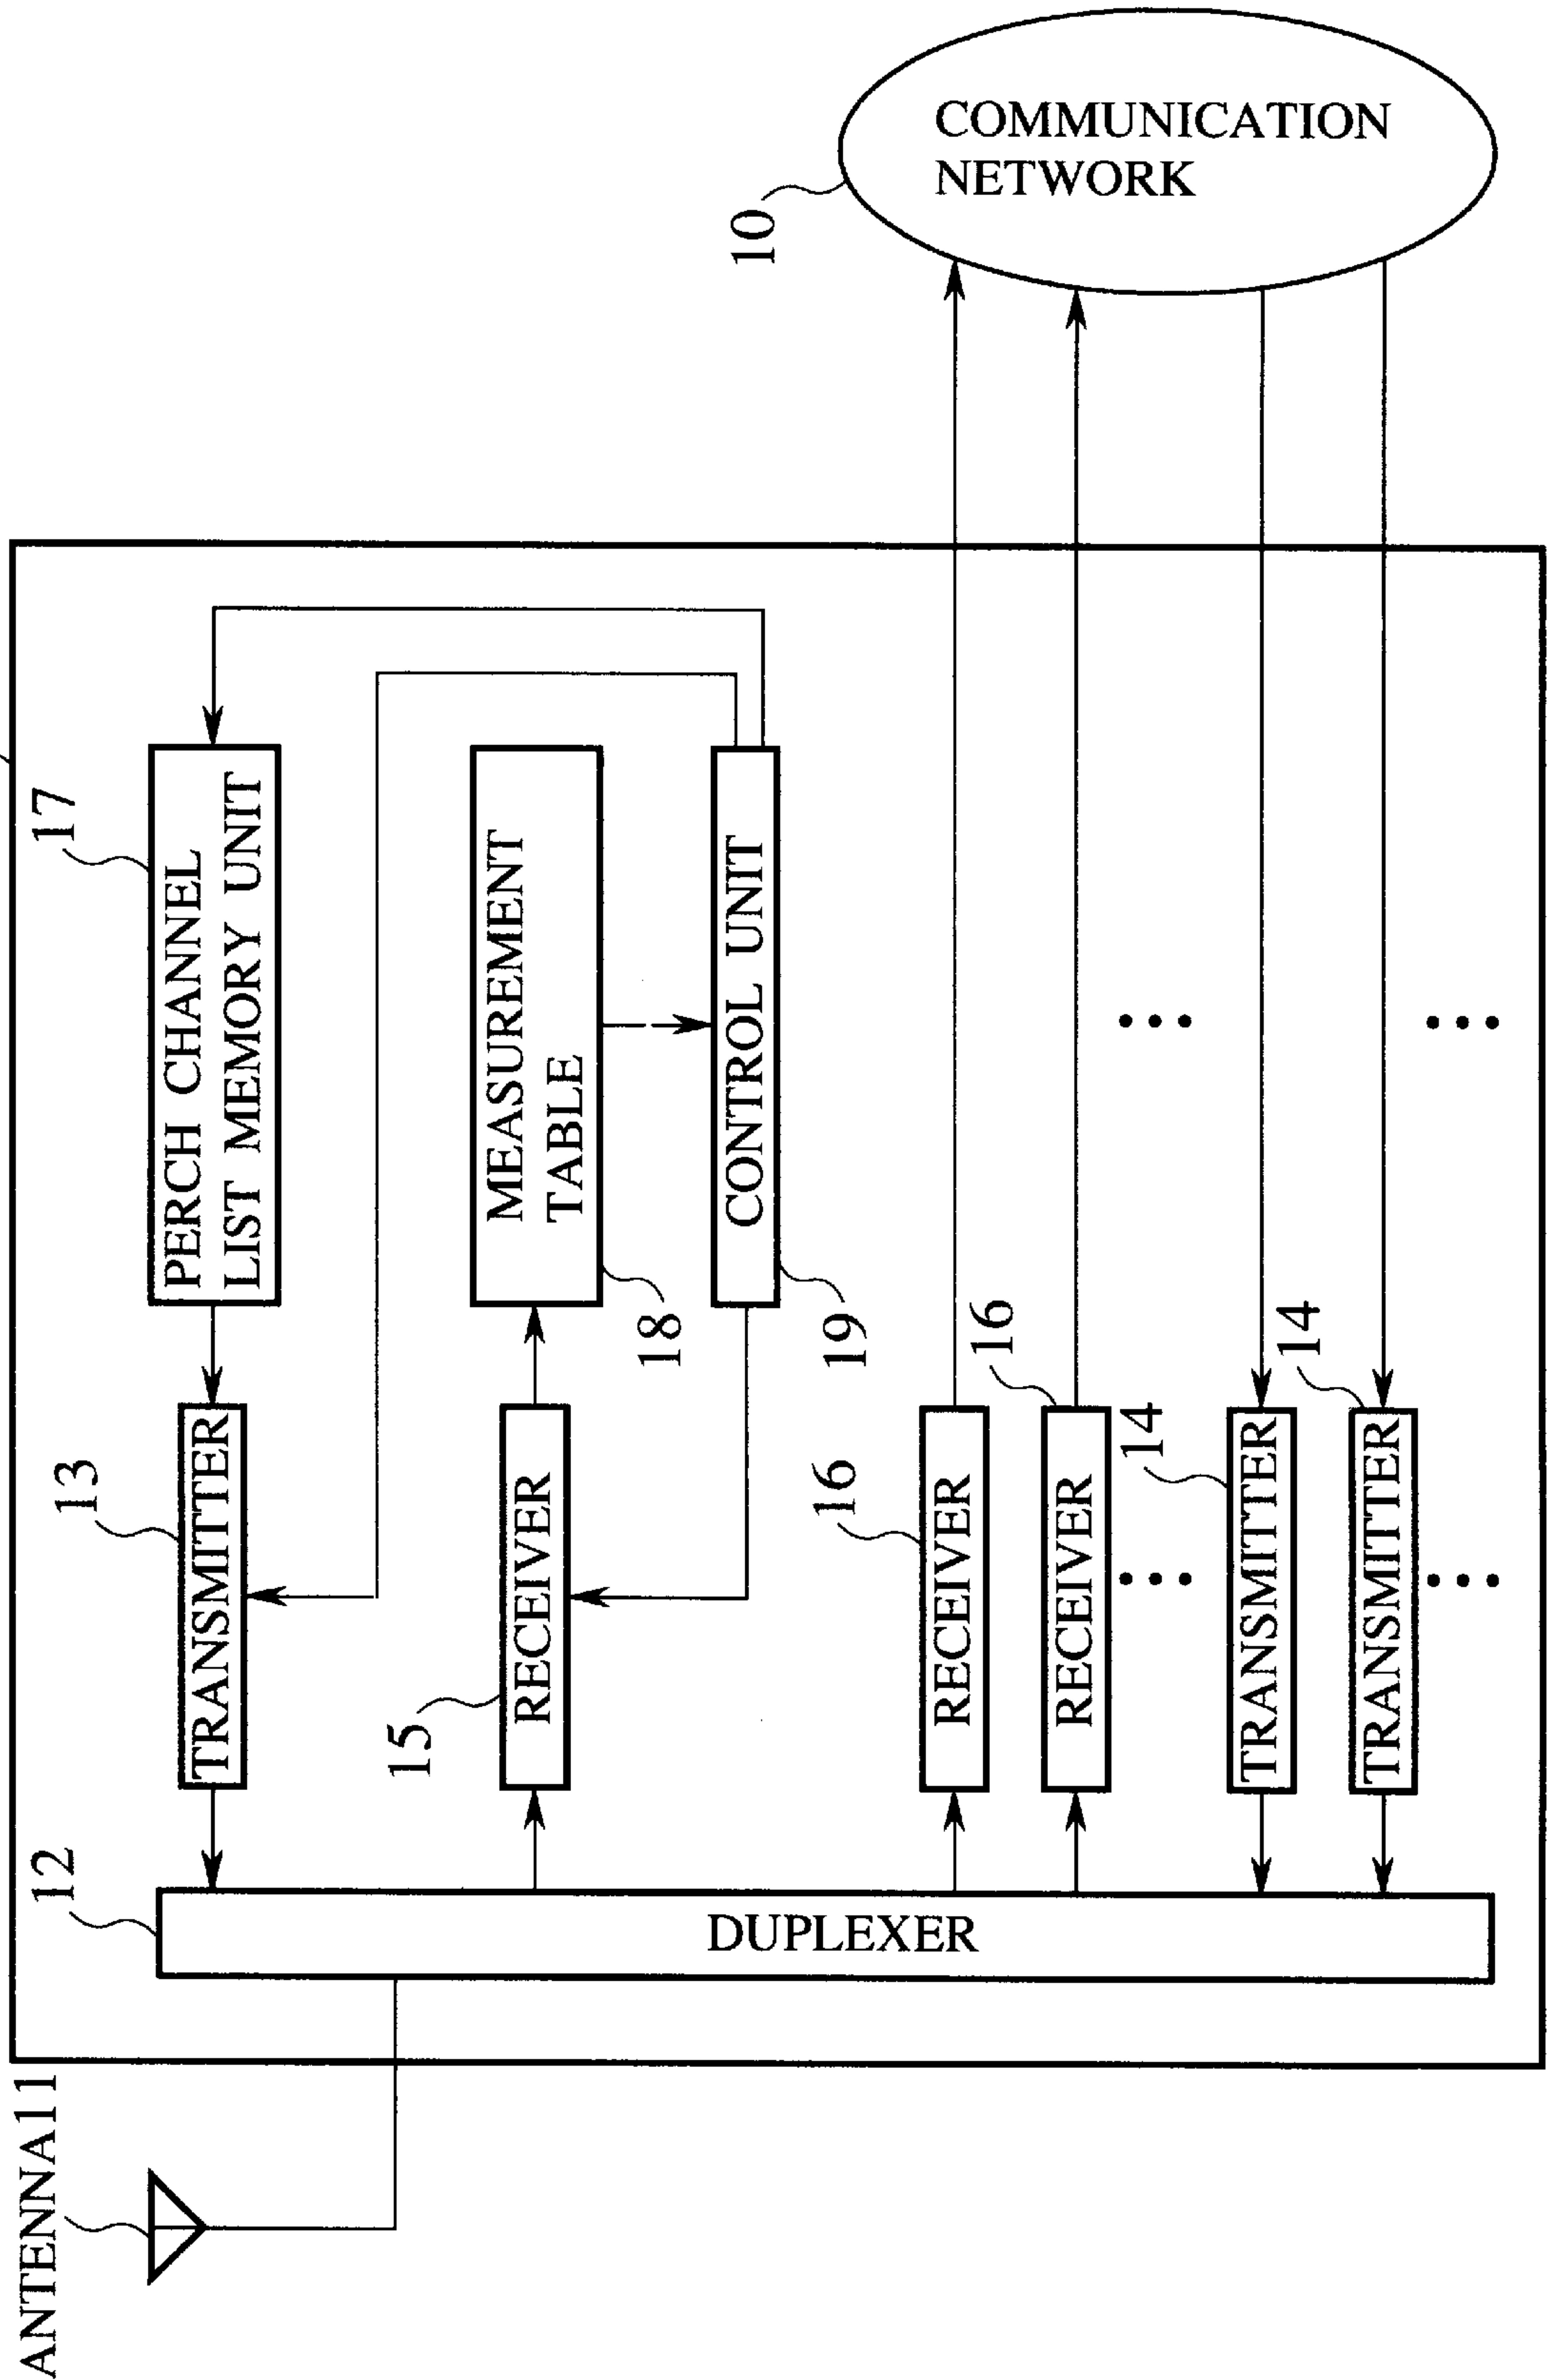 ANTENNA11
12
DUPLEXER
13
TRANSMITTER
17
PERCH CHANNEL
LIST MEMORY UNIT
15
RECEIVER
MEASUREMENT
TABLE
18
CONTROL UNIT
19
16
RECEIVER
16
RECEIVER
14
TRANSMITTER
14
TRANSMITTER
10
COMMUNICATION
NETWORK